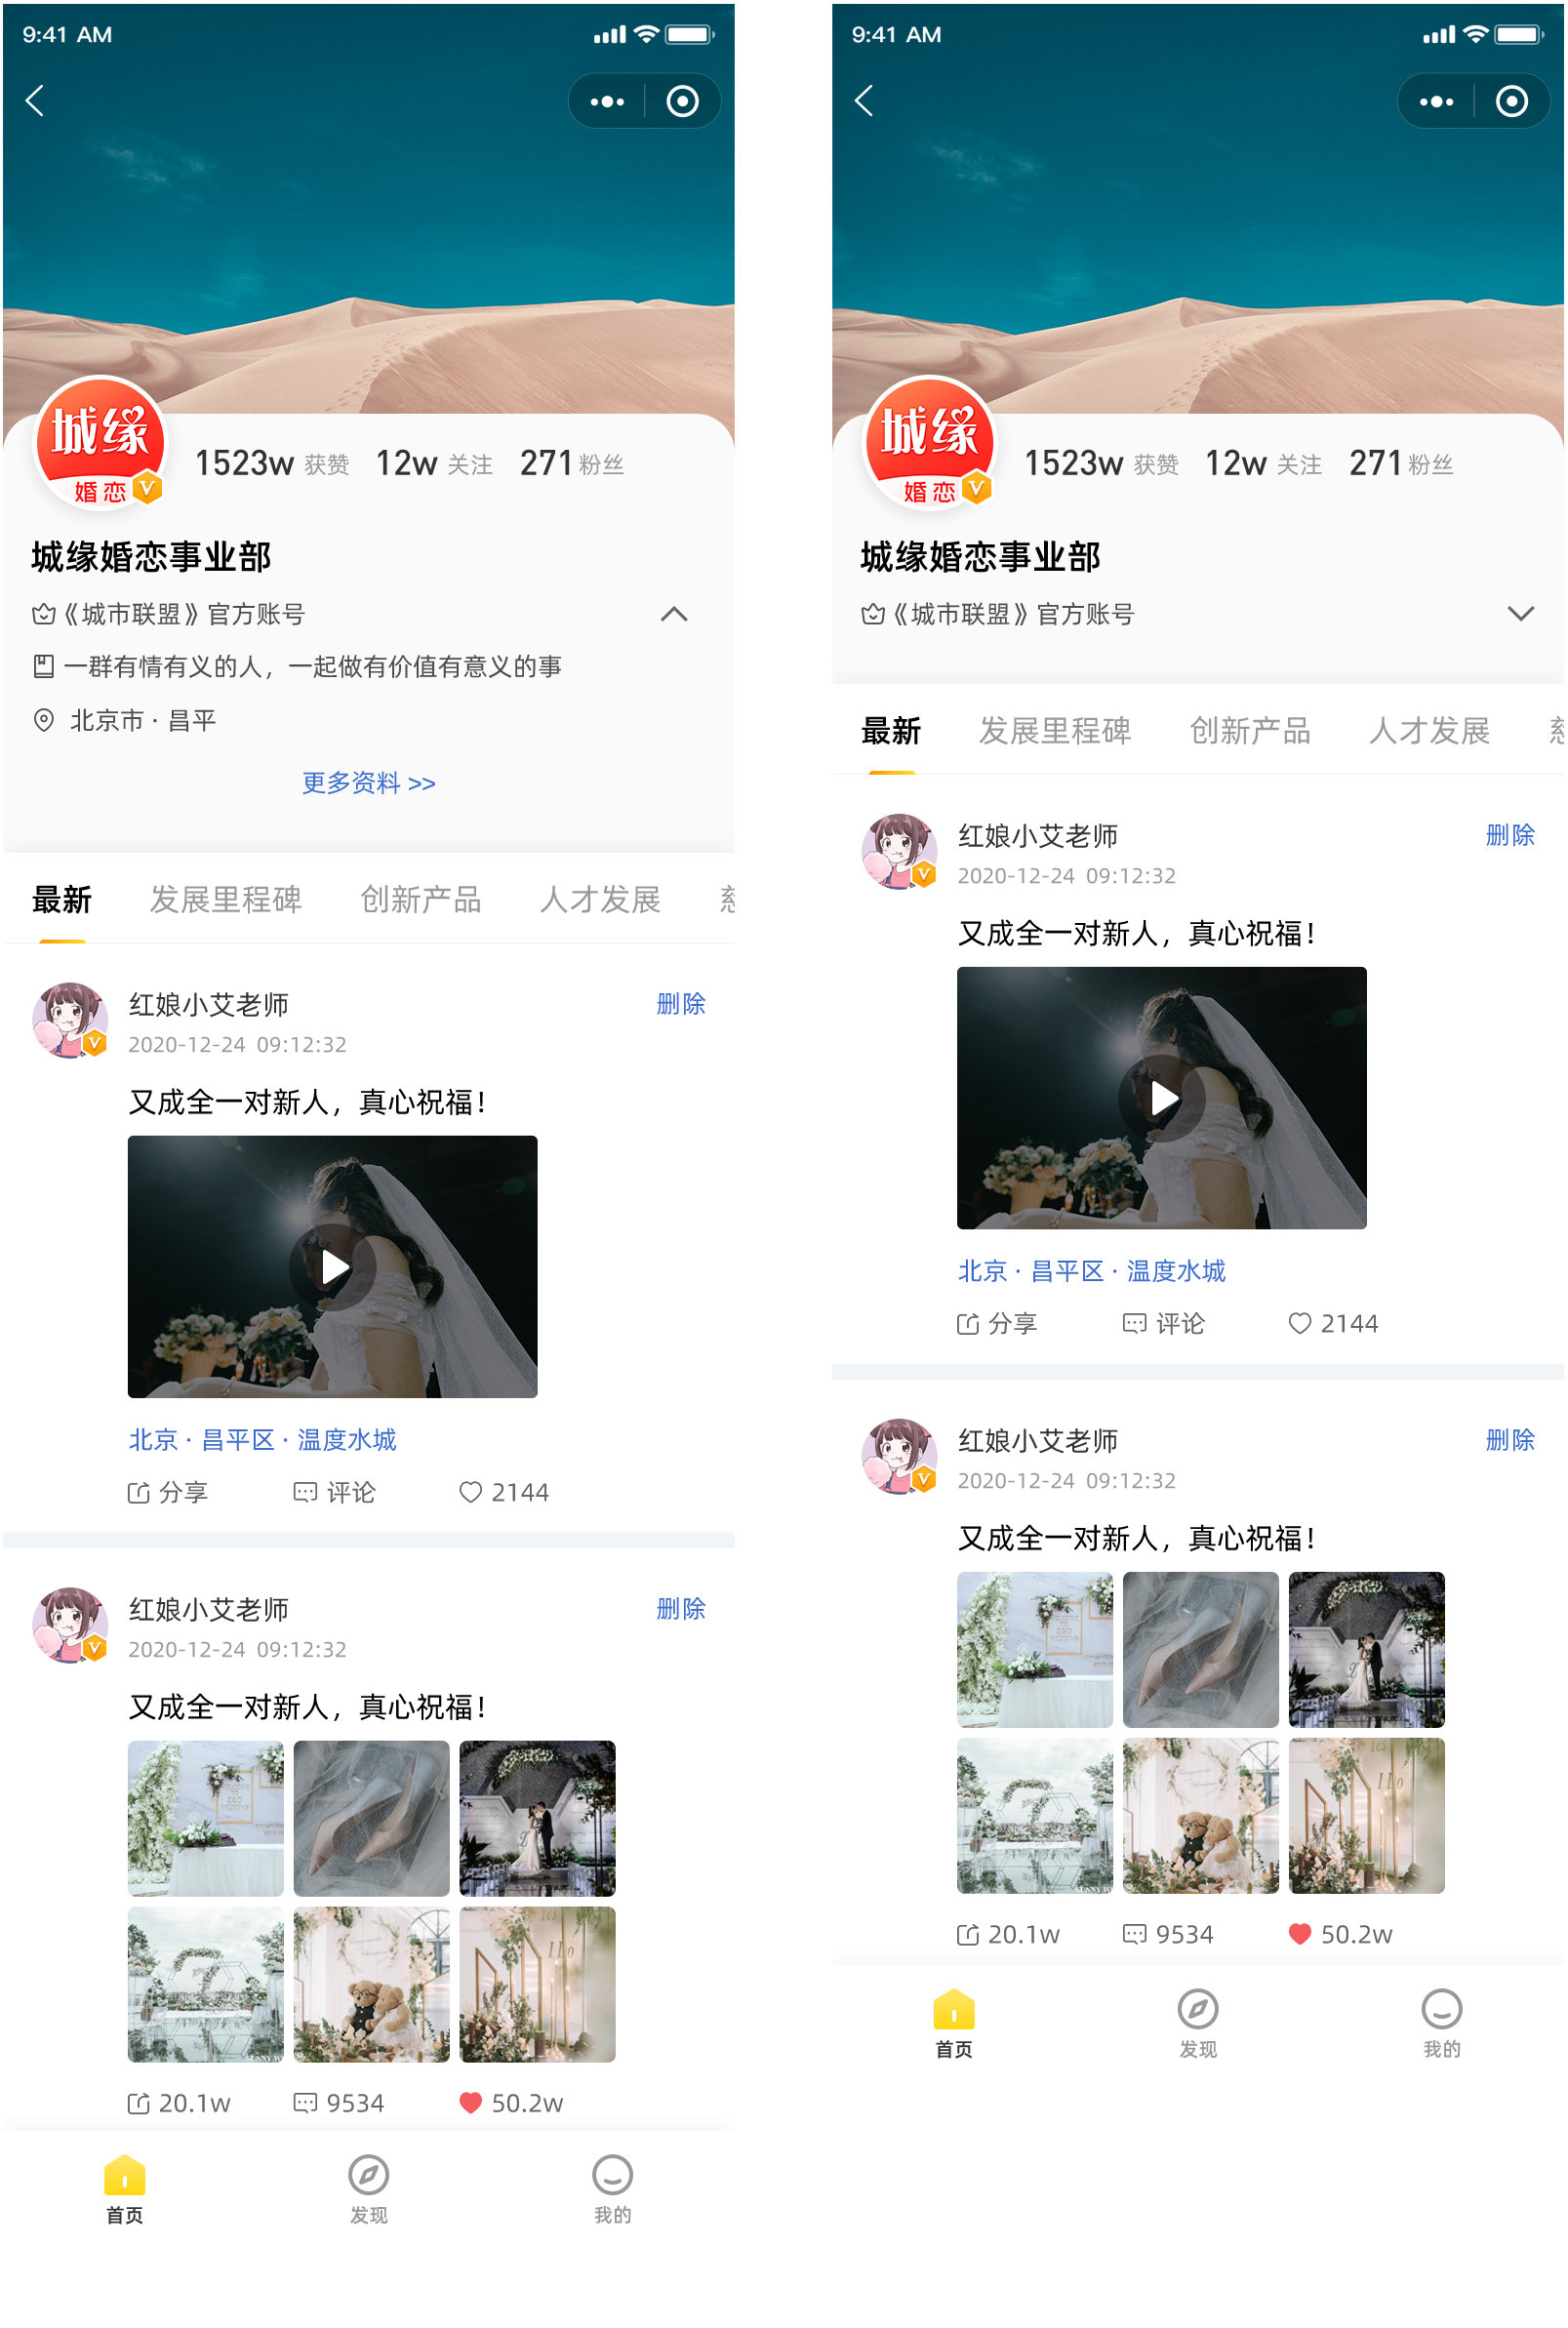 9:41 AM
城缘
婚恋
1523w 获赞 12w 关注 271 粉丝
城缘婚恋事业部
《城市联盟》官方账号
一群有情有义的人，一起做有价值有意义的事
北京市 · 昌平
更多资料 >>
最新 发展里程碑 创新产品 人才发展
红娘小艾老师 删除
2020-12-24 09:12:32
又成全一对新人，真心祝福！
北京 · 昌平区 · 温度水城
分享 评论 2144
红娘小艾老师 删除
2020-12-24 09:12:32
又成全一对新人，真心祝福！
20.1w 9534 50.2w
首页 发现 我的
9:41 AM
城缘
婚恋
1523w 获赞 12w 关注 271 粉丝
城缘婚恋事业部
《城市联盟》官方账号
最新 发展里程碑 创新产品 人才发展
红娘小艾老师 删除
2020-12-24 09:12:32
又成全一对新人，真心祝福！
北京 · 昌平区 · 温度水城
分享 评论 2144
红娘小艾老师 删除
2020-12-24 09:12:32
又成全一对新人，真心祝福！
20.1w 9534 50.2w
首页 发现 我的